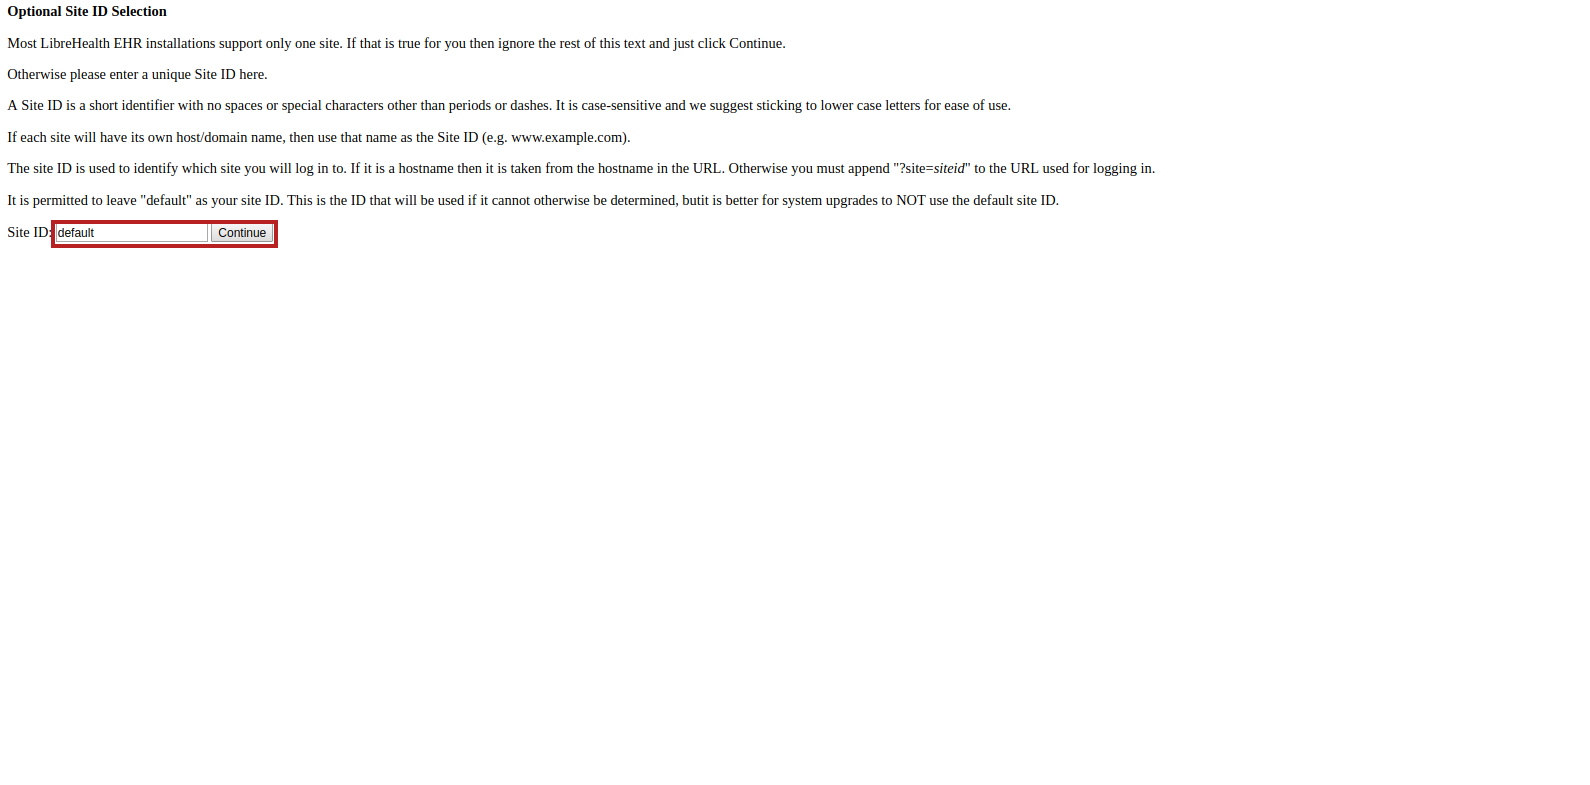 Optional Site ID Selection
Most LibreHealth EHR installations support only one site. If that is true for you then ignore the rest of this text and just click Continue.
Otherwise please enter a unique Site ID here.
A Site ID is a short identifier with no spaces or special characters other than periods or dashes. It is case-sensitive and we suggest sticking to lower case letters for ease of use.
If each site will have its own host/domain name, then use that name as the Site ID (e.g. www.example.com).
The site ID is used to identify which site you will log in to. If it is a hostname then it is taken from the hostname in the URL. Otherwise you must append "?site=siteid" to the URL used for logging in.
It is permitted to leave "default" as your site ID. This is the ID that will be used if it cannot otherwise be determined, butit is better for system upgrades to NOT use the default site ID.
Site ID: default Continue